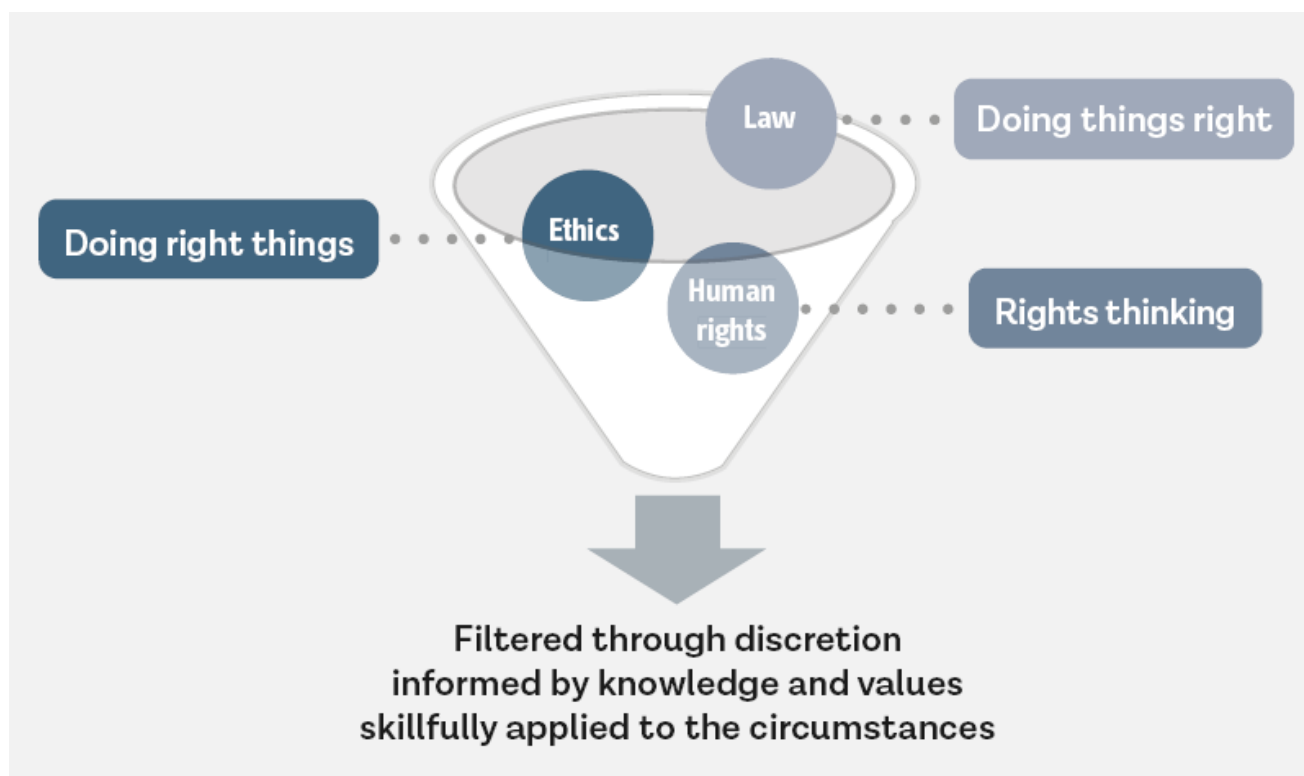 Law
Doing things right
Doing right things
Ethics
Human
rights
Rights thinking
Filtered through discretion
informed by knowledge and values
skillfully applied to the circumstances